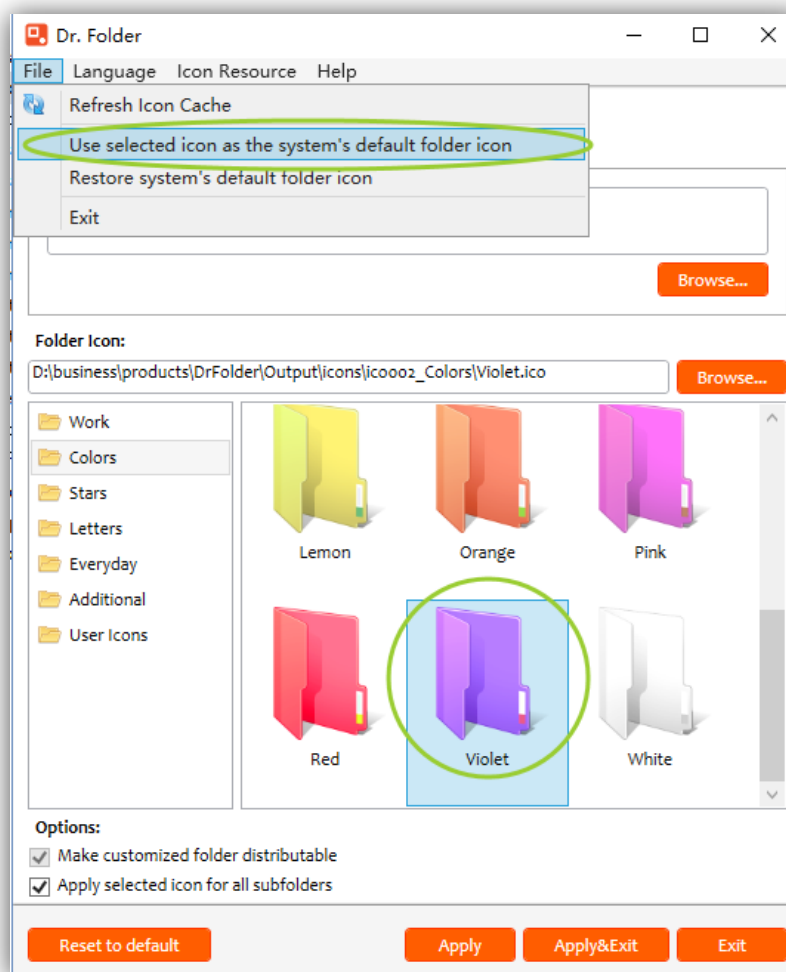 Dr. Folder
File Language Icon Resource Help
Refresh Icon Cache
Use selected icon as the system's default folder icon
Restore system's default folder icon
Exit
Browse...
Folder Icon:
D:\business\products\DrFolder\Output\icons\ico002_Colors\Violet.ico
Browse...
Work
Colors
Stars
Letters
Everyday
Additional
User Icons
Lemon Orange Pink
Red Violet White
Options:
Make customized folder distributable
Apply selected icon for all subfolders
Reset to default Apply Apply&Exit Exit